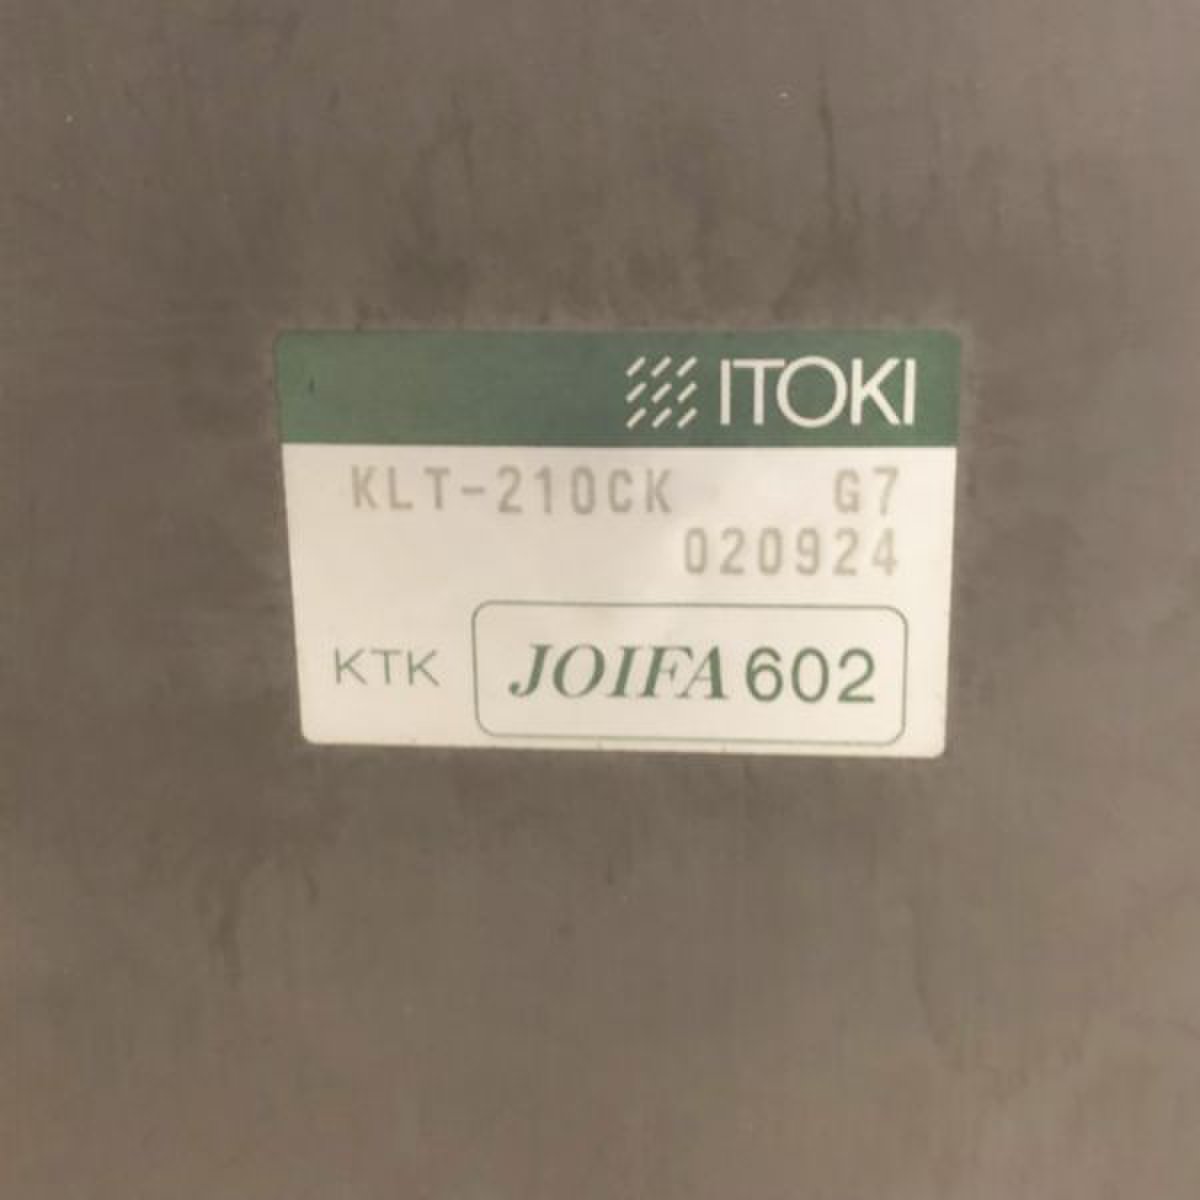 ITOKI
KLT-210CK G7
020924
KTK JOIFA 602